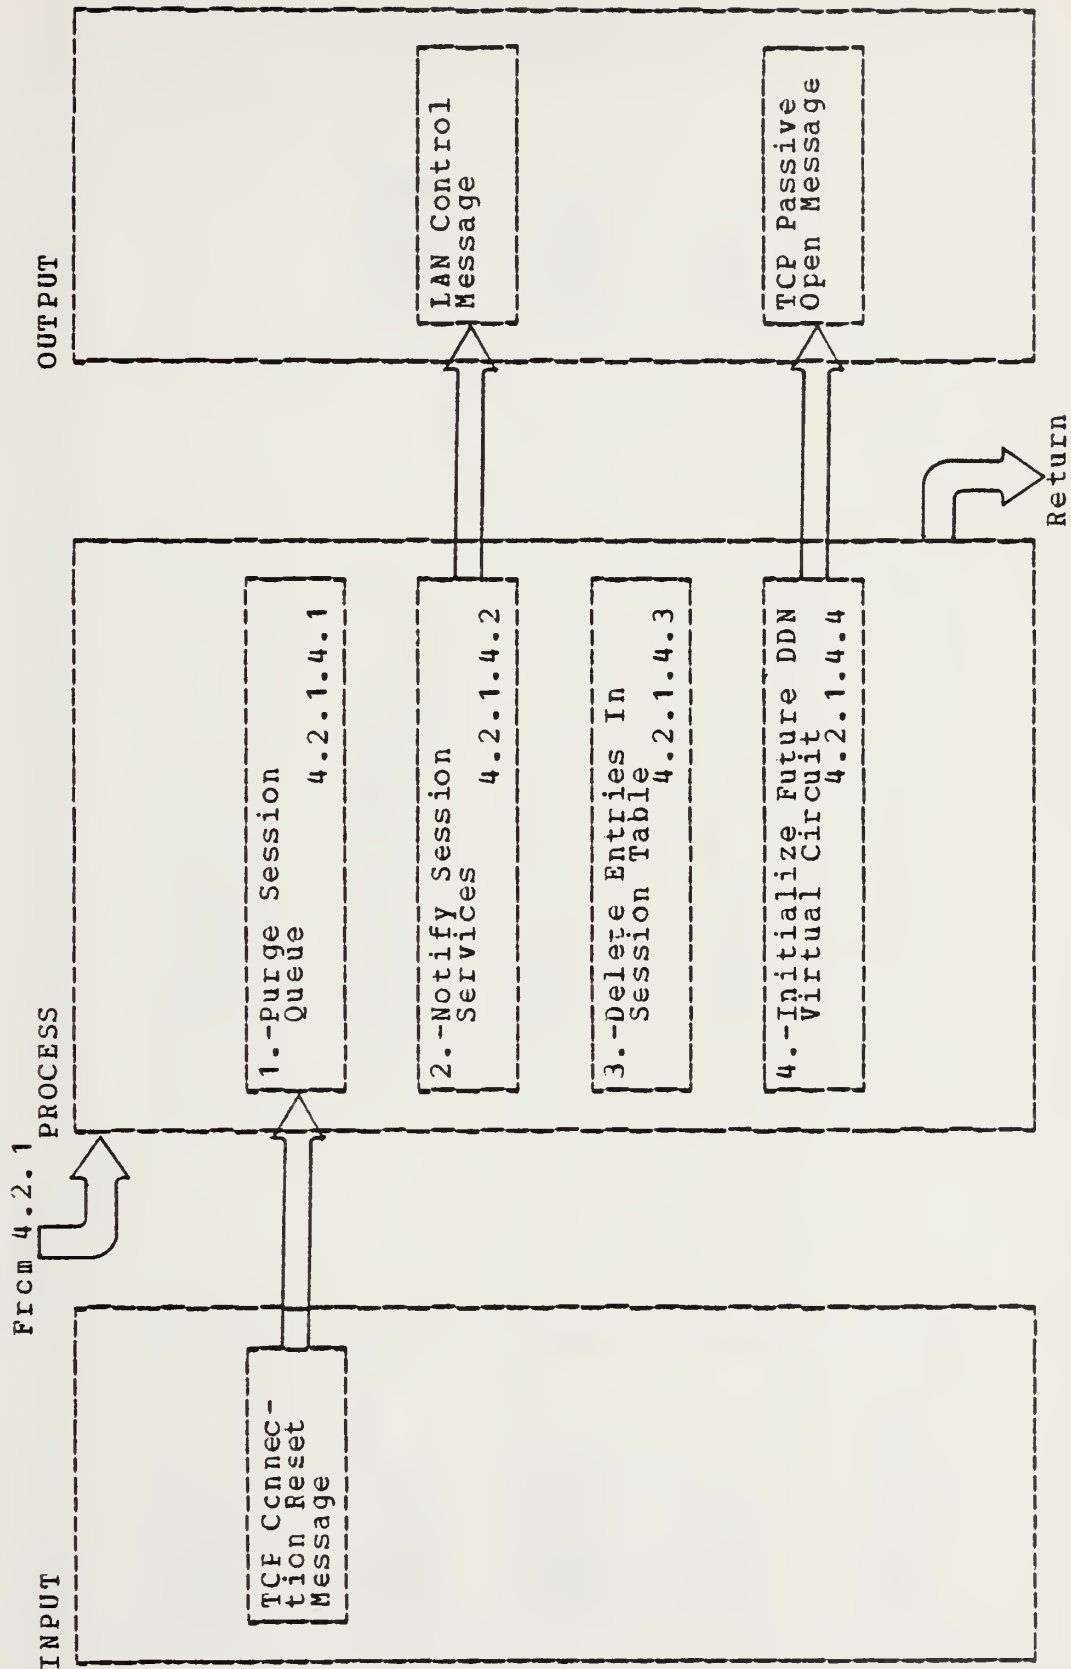 From 4.2.1
INPUT
PROCESS
OUTPUT
TCP Connec-
tion Reset
Message
1.-Purge Session
Queue
4.2.1.4.1
2.-Notify Session
Services
4.2.1.4.2
3.-Delete Entries In
Session Table
4.2.1.4.3
4.-Initialize Future DDN
Virtual Circuit
4.2.1.4.4
LAN Control
Message
TCP Passive
Open Message
Return